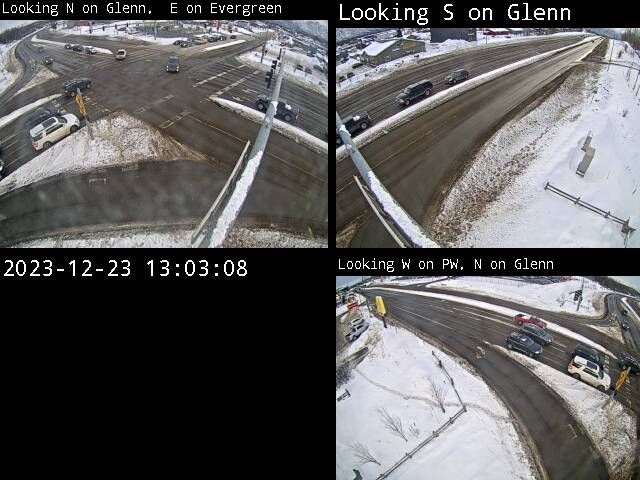 Looking N on Glenn,  E on Evergreen
Looking S on Glenn
2023-12-23 13:03:08
Looking W on PW, N on Glenn